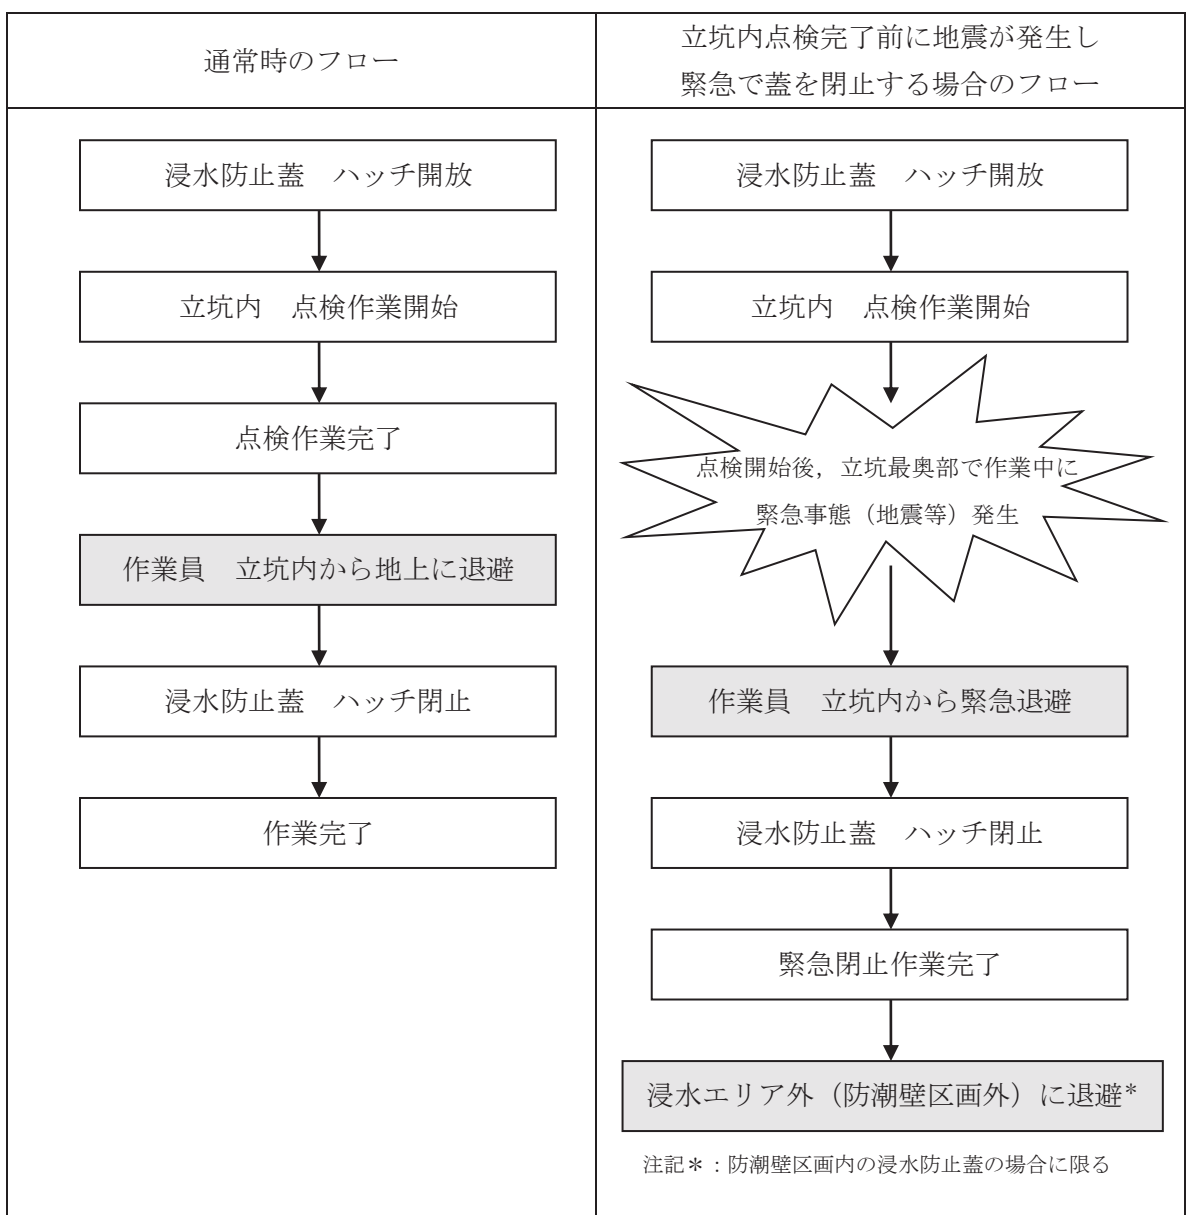 通常時のフロー
立坑内点検完了前に地震が発生し
緊急で蓋を閉止する場合のフロー
浸水防止蓋　ハッチ開放
立坑内　点検作業開始
点検作業完了
作業員　立坑内から地上に退避
浸水防止蓋　ハッチ閉止
作業完了
浸水防止蓋　ハッチ開放
立坑内　点検作業開始
点検開始後，立坑最奥部で作業中に
緊急事態（地震等）発生
作業員　立坑内から緊急退避
浸水防止蓋　ハッチ閉止
緊急閉止作業完了
浸水エリア外（防潮壁区画外）に退避*
注記＊：防潮壁区画内の浸水防止蓋の場合に限る